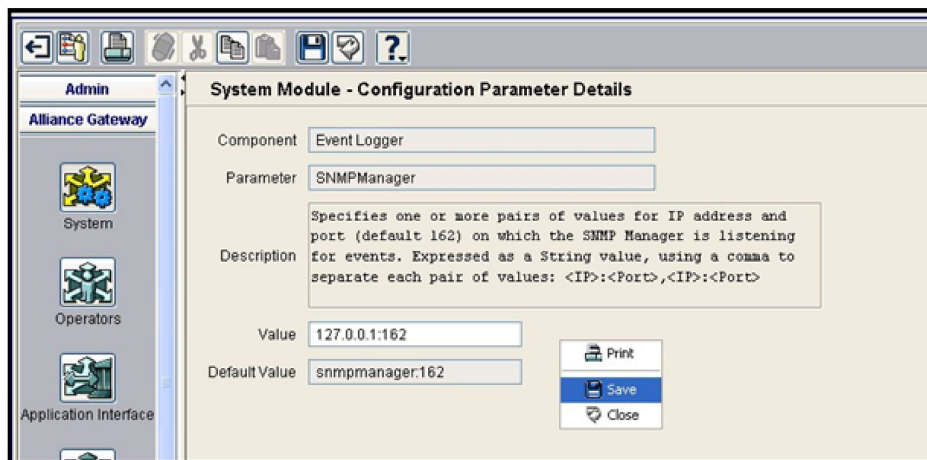 Admin
Alliance Gateway
System
Operators
Application Interface
System Module - Configuration Parameter Details
Component Event Logger
Parameter SNMPManager
Description
Specifies one or more pairs of values for IP address and
port (default 162) on which the SNMP Manager is listening
for events. Expressed as a String value, using a comma to
separate each pair of values: <IP>:<Port>,<IP>:<Port>
Value 127.0.0.1:162
Default Value snmpmanager:162
Print
Save
Close